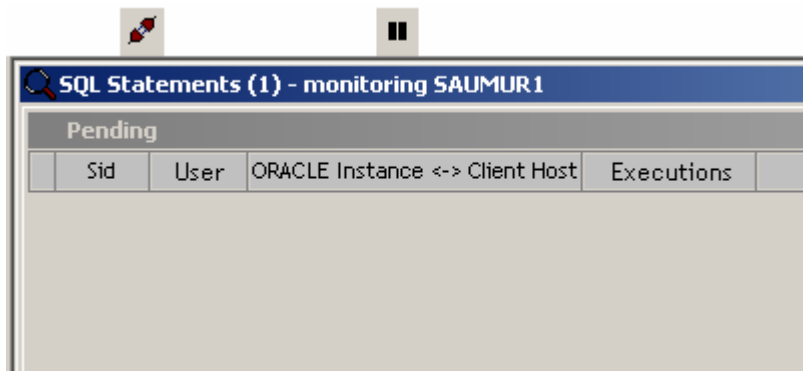 SQL Statements (1) - monitoring SAUMUR1
Pending
Sid User ORACLE Instance <-> Client Host Executions